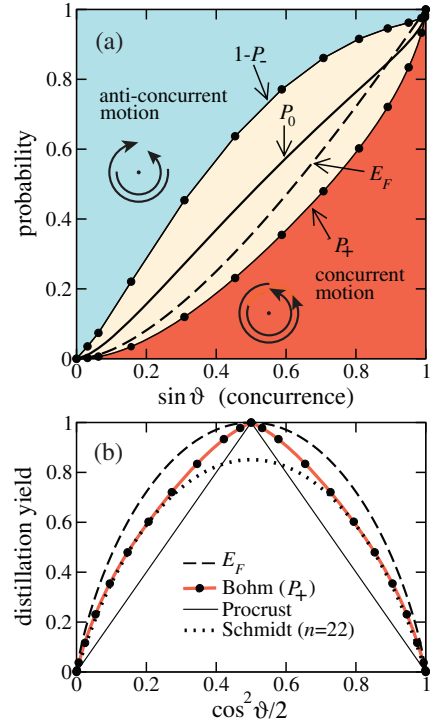 (a)
1-P_
anti-concurrent
motion
P₀
E_F
P₊
concurrent
motion
probability
1
0.8
0.6
0.4
0.2
0
0 0.2 0.4 0.6 0.8 1
sin ϑ (concurrence)
(b)
distillation yield
1
0.8
0.6
0.4
0.2
0
E_F
Bohm (P₊)
Procrust
Schmidt (n=22)
0 0.2 0.4 0.6 0.8 1
cos² ϑ/2